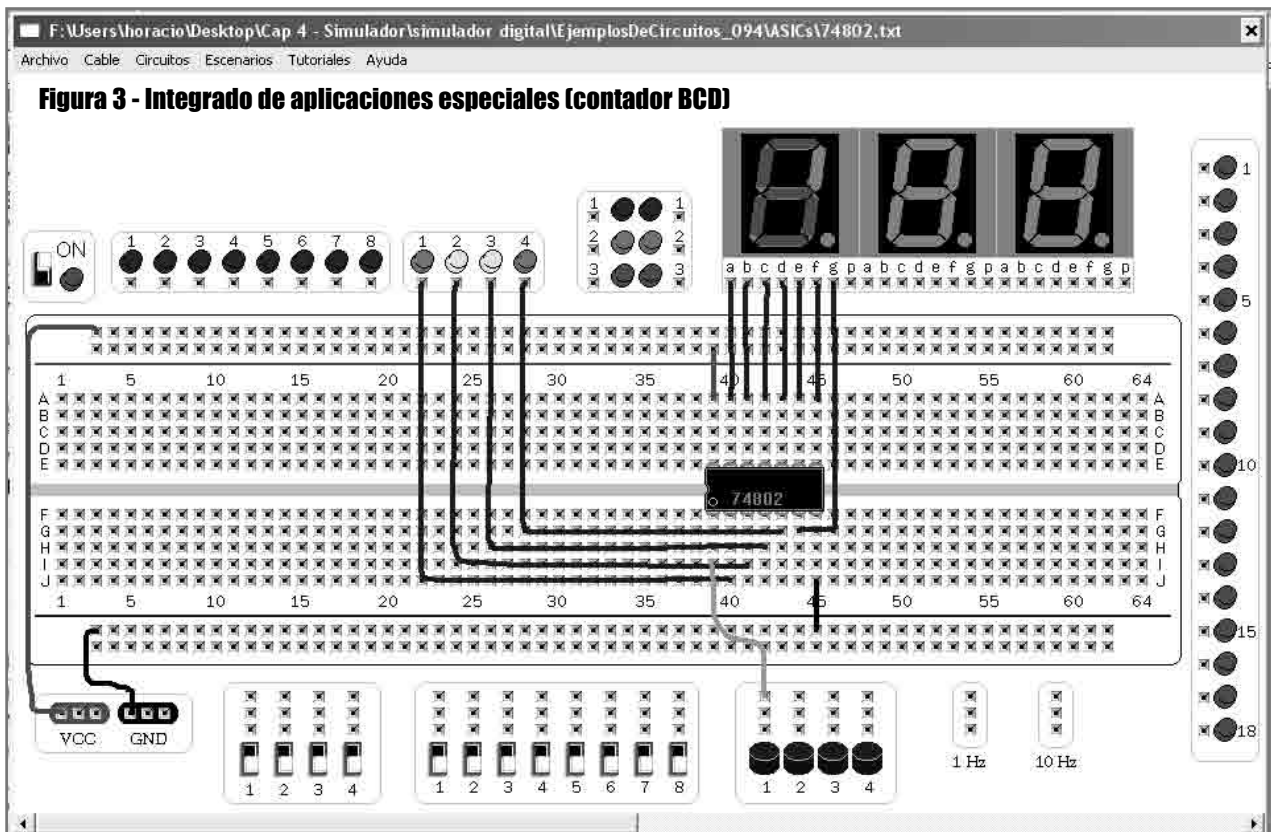 F:\Users\horacio\Desktop\Cap 4 - Simulador\simulador digital\EjemplosDeCircuitos_094\ASICs\74802.txt
Archivo Cable Circuitos Escenarios Tutoriales Ayuda
Figura 3 - Integrado de aplicaciones especiales (contador BCD)
ON
1 2 3 4 5 6 7 8
1 2 3 4
1 1
2 2
3 3
a b c d e f g p a b c d e f g p a b c d e f g p
1
5
10
15
18
1 5 10 15 20 25 30 35 40 45 50 55 60 64
A A
B B
C C
D D
E E
74802
F F
G G
H H
I I
J J
1 5 10 15 20 25 30 35 40 45 50 55 60 64
VCC GND
1 2 3 4
1 2 3 4 5 6 7 8
1 2 3 4
1 Hz 10 Hz